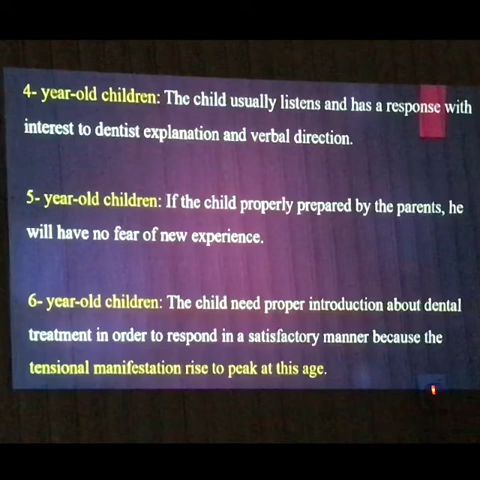 4- year-old children: The child usually listens and has a response with
interest to dentist explanation and verbal direction.
5- year-old children: If the child properly prepared by the parents, he
will have no fear of new experience.
6- year-old children: The child need proper introduction about dental
treatment in order to respond in a satisfactory manner because the
tensional manifestation rise to peak at this age.